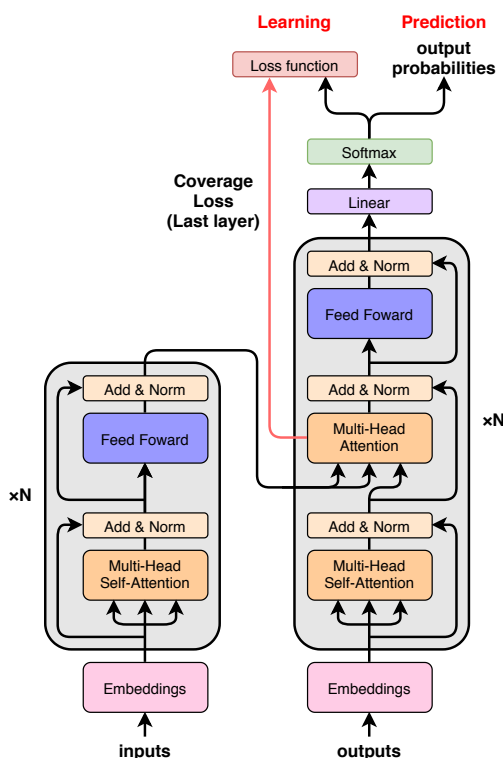 Learning
Prediction
Loss function
output
probabilities
Softmax
Coverage
Loss
(Last layer)
Linear
Add & Norm
Feed Foward
Add & Norm
Multi-Head
Attention
×N
Add & Norm
Multi-Head
Self-Attention
Embeddings
outputs
Add & Norm
Feed Foward
×N
Add & Norm
Multi-Head
Self-Attention
Embeddings
inputs